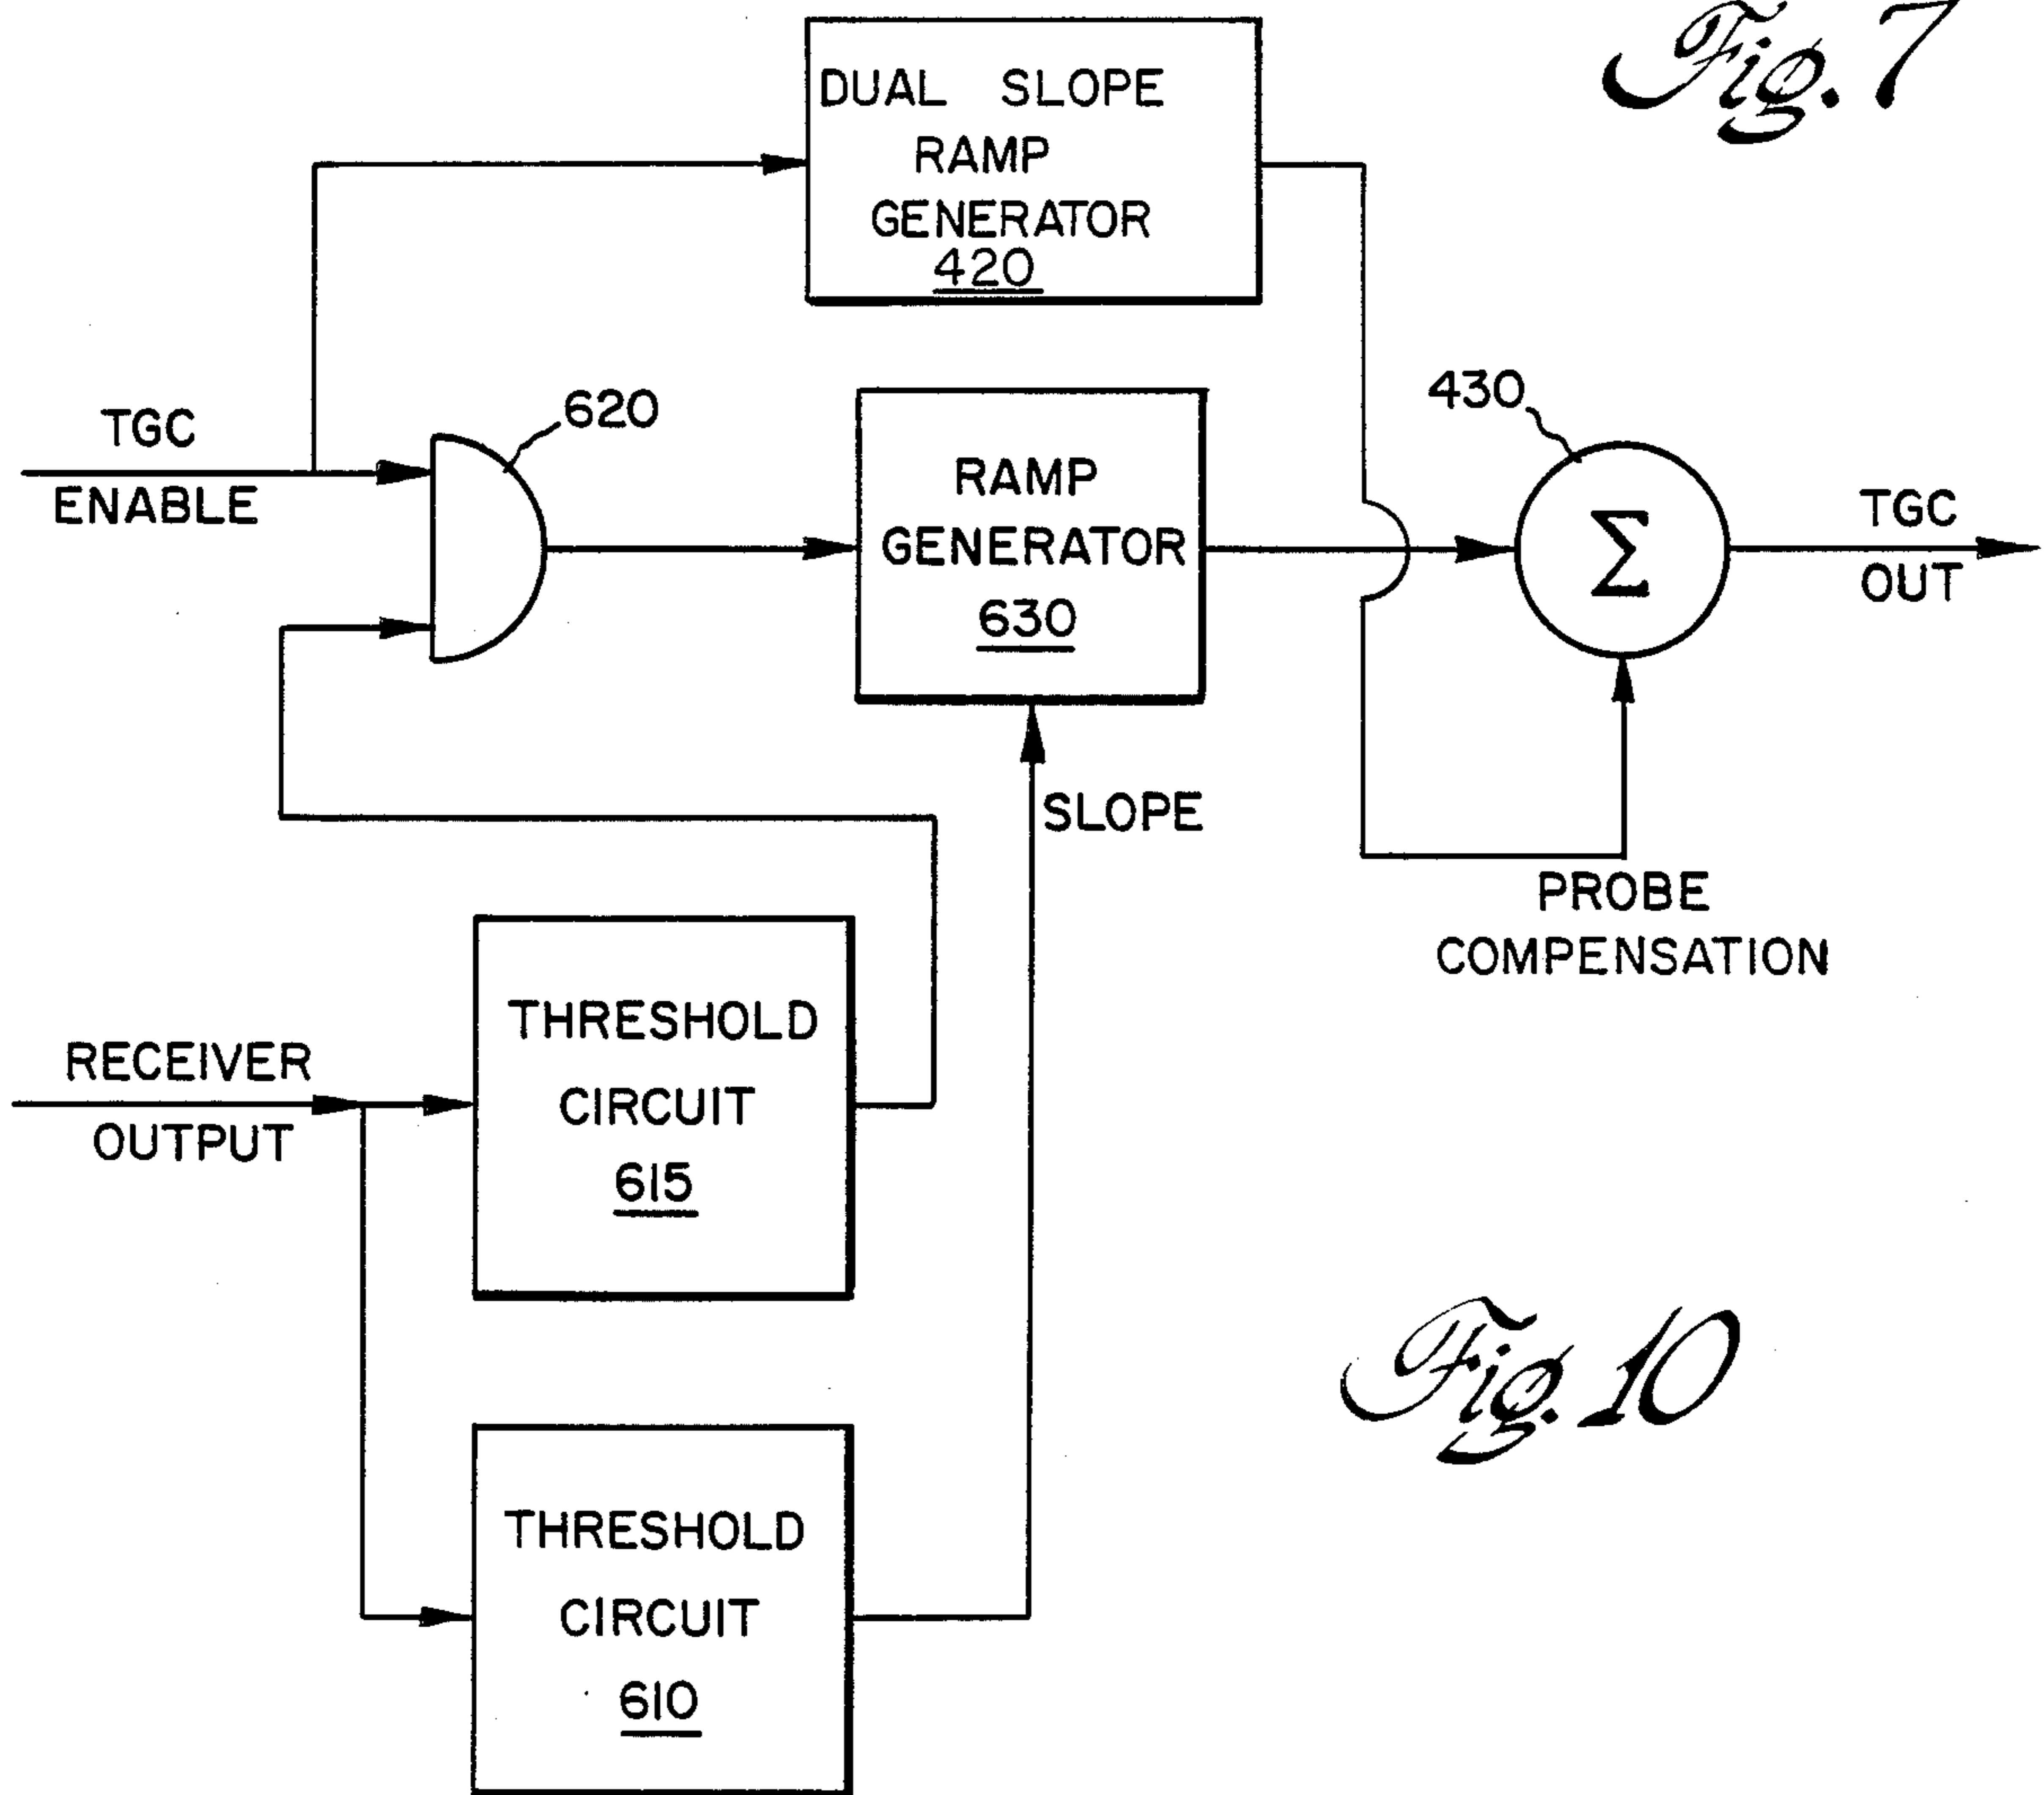 Fig. 7
DUAL SLOPE
RAMP
GENERATOR
420
TGC
ENABLE
620
RAMP
GENERATOR
630
430
Σ
TGC
OUT
SLOPE
PROBE
COMPENSATION
RECEIVER
OUTPUT
THRESHOLD
CIRCUIT
615
THRESHOLD
CIRCUIT
610
Fig. 10